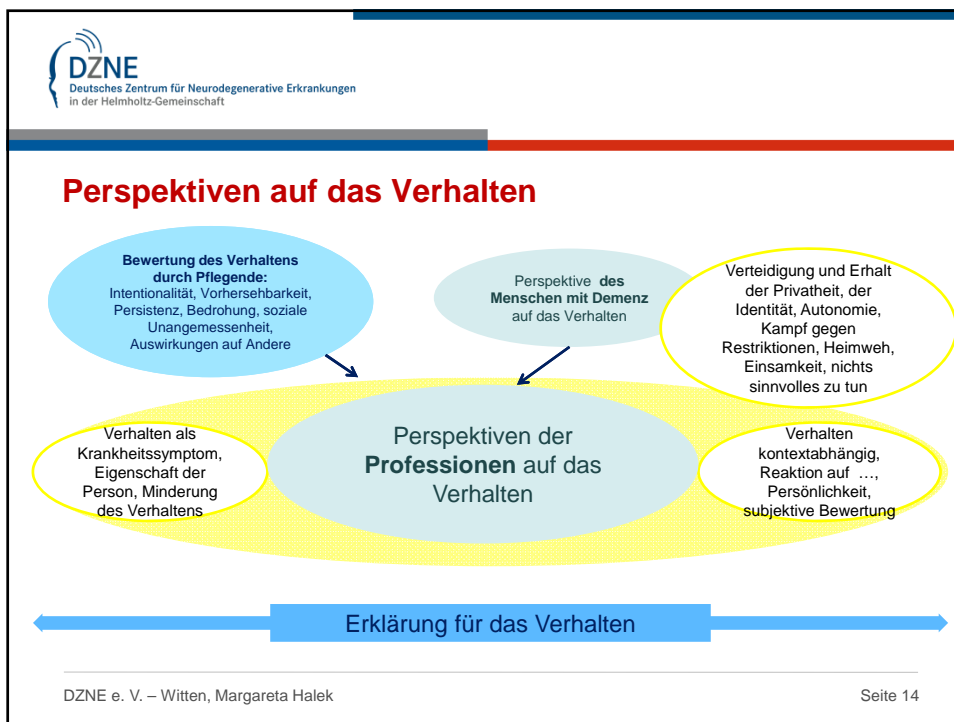 DZNE
Deutsches Zentrum für Neurodegenerative Erkrankungen
in der Helmholtz-Gemeinschaft
Perspektiven auf das Verhalten
Bewertung des Verhaltens
durch Pflegende:
Intentionalität, Vorhersehbarkeit,
Persistenz, Bedrohung, soziale
Unangemessenheit,
Auswirkungen auf Andere
Perspektive des
Menschen mit Demenz
auf das Verhalten
Verteidigung und Erhalt
der Privatheit, der
Identität, Autonomie,
Kampf gegen
Restriktionen, Heimweh,
Einsamkeit, nichts
sinnvolles zu tun
Verhalten als
Krankheitssymptom,
Eigenschaft der
Person, Minderung
des Verhaltens
Perspektiven der
Professionen auf das
Verhalten
Verhalten
kontextabhängig,
Reaktion auf …,
Persönlichkeit,
subjektive Bewertung
Erklärung für das Verhalten
DZNE e. V. – Witten, Margareta Halek
Seite 14